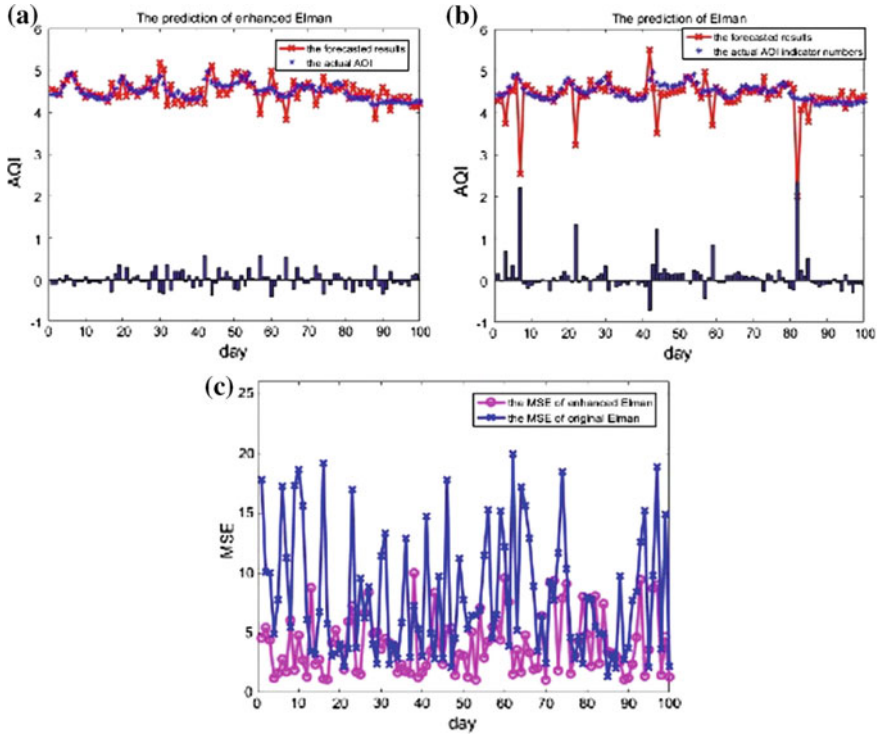 (a)
The prediction of enhanced Elman
the forecasted results
the actual AOI
6
5
4
3
2
1
0
-1
AQI
0 10 20 30 40 50 60 70 80 90 100
day
(b)
The prediction of Elman
the forecasted results
the actual AOI indicator numbers
6
5
4
3
2
1
0
-1
AQI
0 10 20 30 40 50 60 70 80 90 100
day
(c)
the MSE of enhanced Elman
the MSE of original Elman
25
20
15
10
5
0
MSE
0 10 20 30 40 50 60 70 80 90 100
day